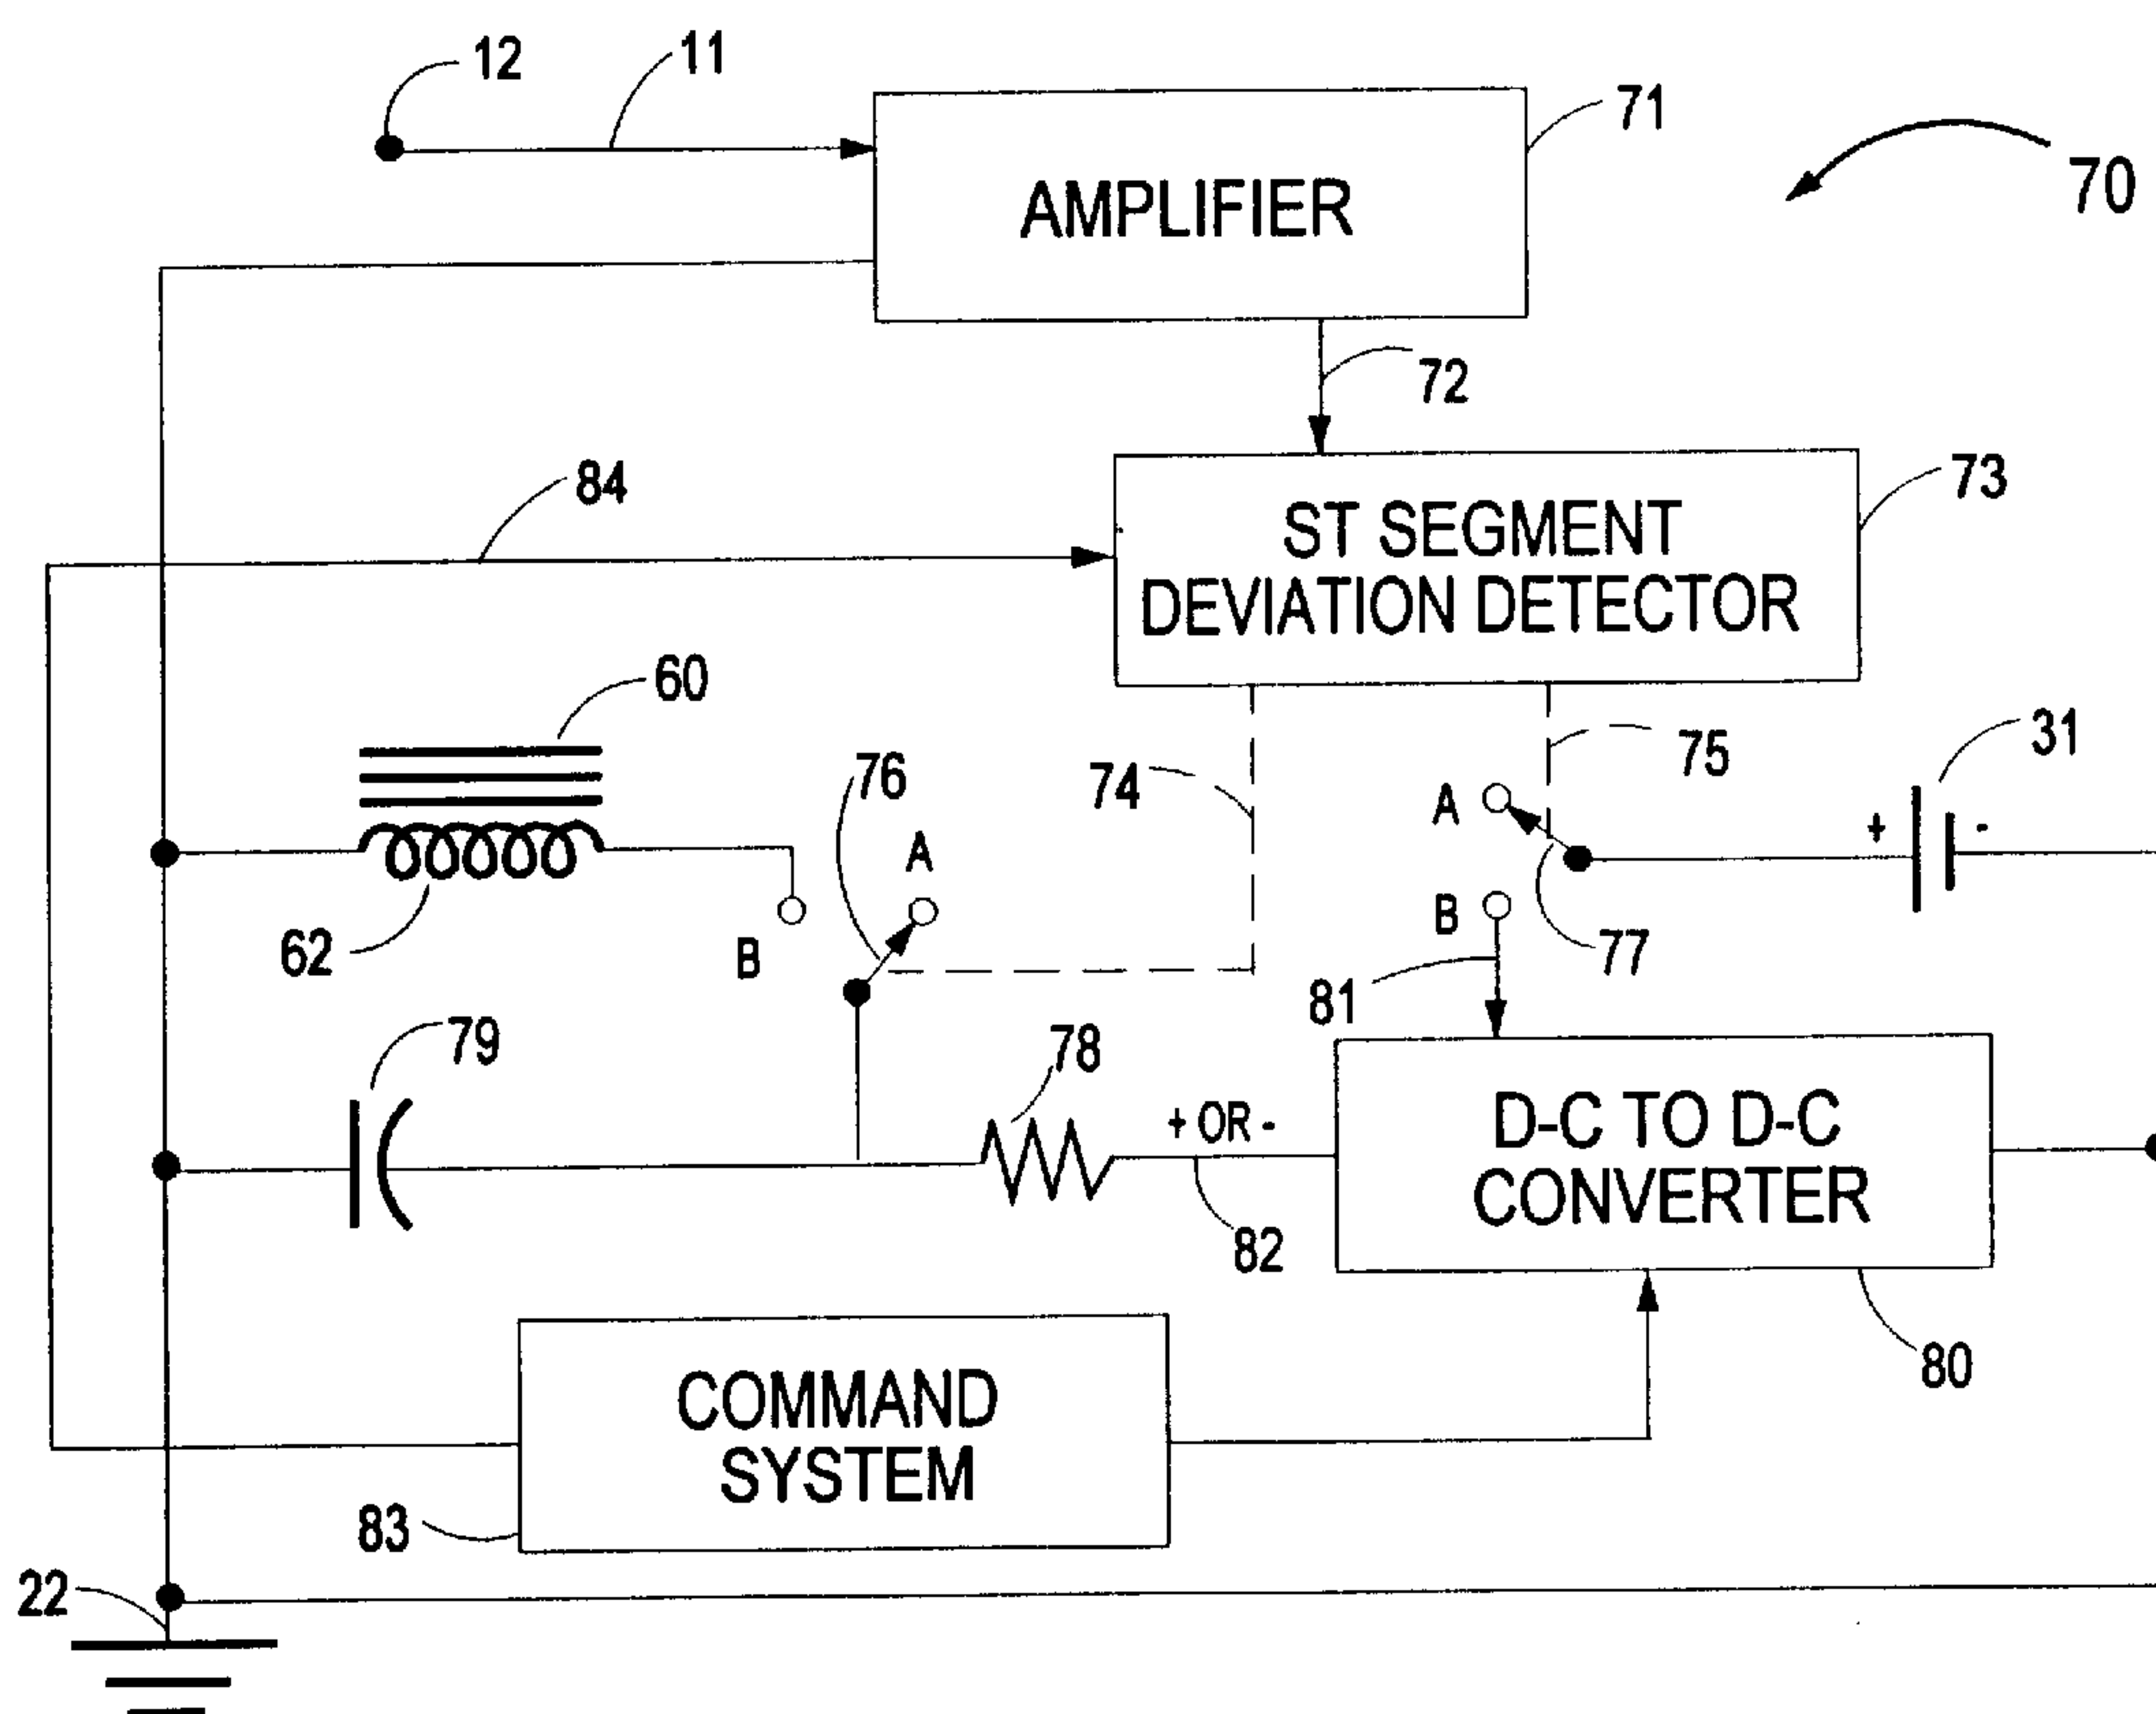 12
11
71
AMPLIFIER
70
72
84
73
ST SEGMENT
DEVIATION DETECTOR
60
31
75
76
74
A
+
-
A
B
62
B
77
81
79
78
+ OR -
D-C TO D-C
CONVERTER
82
80
COMMAND
SYSTEM
83
22